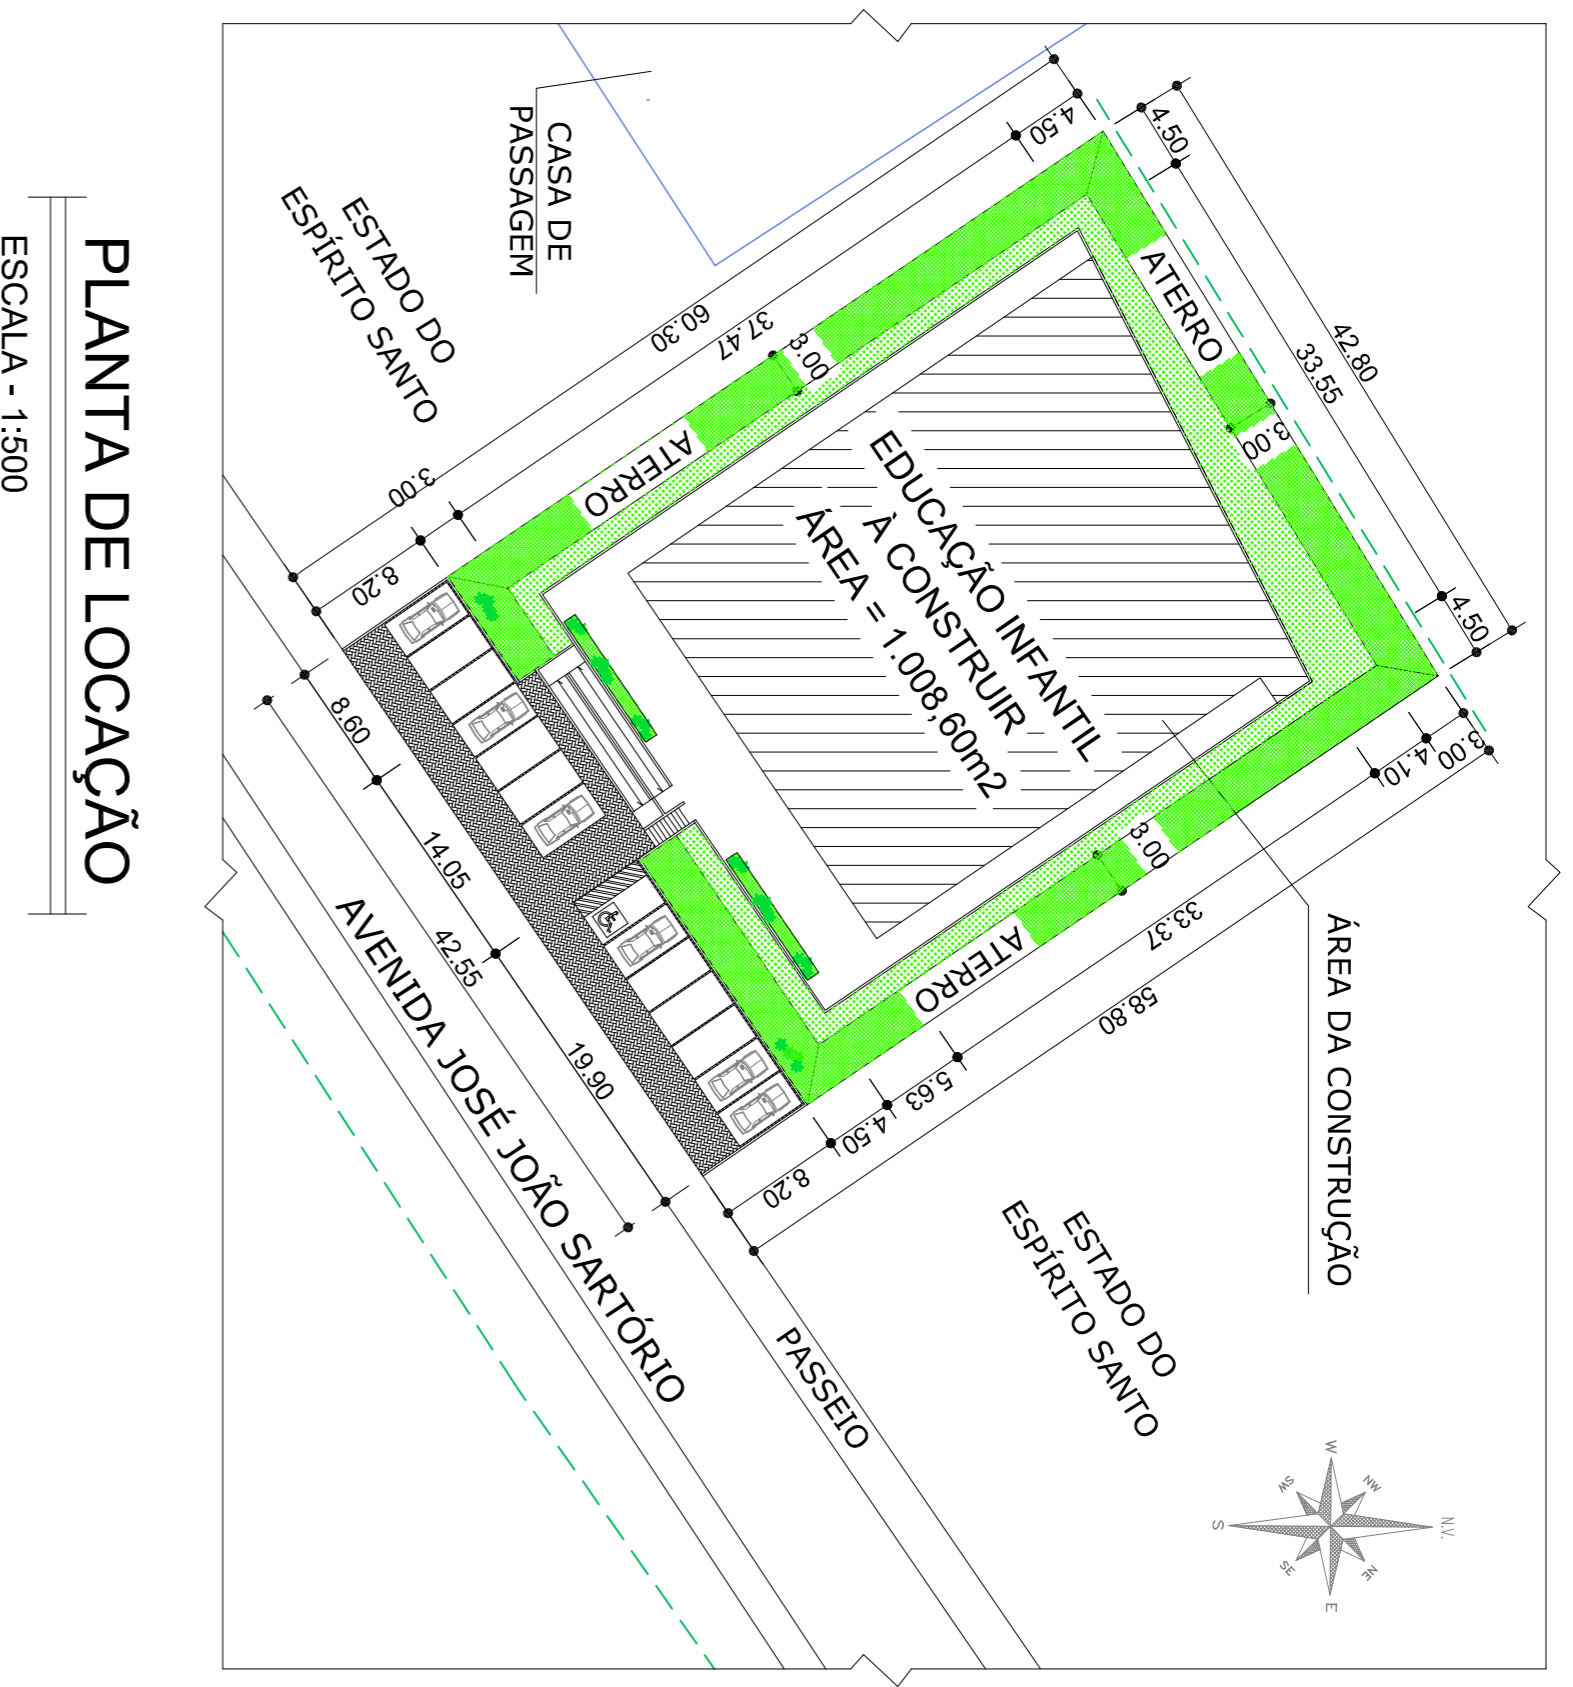 CASA DE
PASSAGEM
ESTADO DO
ESPÍRITO SANTO
4.50
60.30
37.47
3.00
3.00
8.20
4.50
42.80
33.55
4.50
3.00
ATERRO
ATERRO
ATERRO
EDUCAÇÃO INFANTIL
À CONSTRUIR
ÁREA = 1.008,60m2
3.00
4.10
3.00
33.37
58.80
5.63
4.50
8.20
8.60
14.05
42.55
19.90
AVENIDA JOSÉ JOÃO SARTÓRIO
PASSEIO
ÁREA DA CONSTRUÇÃO
ESTADO DO
ESPÍRITO SANTO
N.V.
NE
E
SE
S
SW
W
NW
PLANTA DE LOCAÇÃO
ESCALA - 1:500